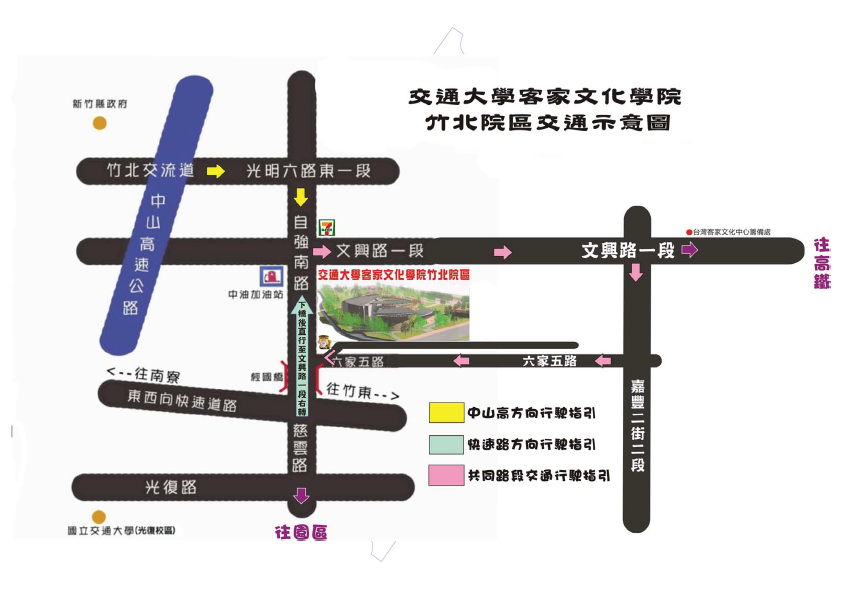 交通大學客家文化學院
竹北院區交通示意圖
新竹縣政府
竹北交流道
光明六路東一段
中山高速公路
自強南路
7
文興路一段
文興路一段
台灣客家文化中心籌備處
往高鐵
交通大學客家文化學院竹北院區
中油加油站
下橋後直行至文興路一段右轉
六家五路
六家五路
<--往南寮
經國橋
往竹東-->
東西向快速道路
嘉豐二街二段
中山高方向行駛指引
快速路方向行駛指引
共同路段交通行駛指引
慈雲路
光復路
國立交通大學(光復校區)
往園區